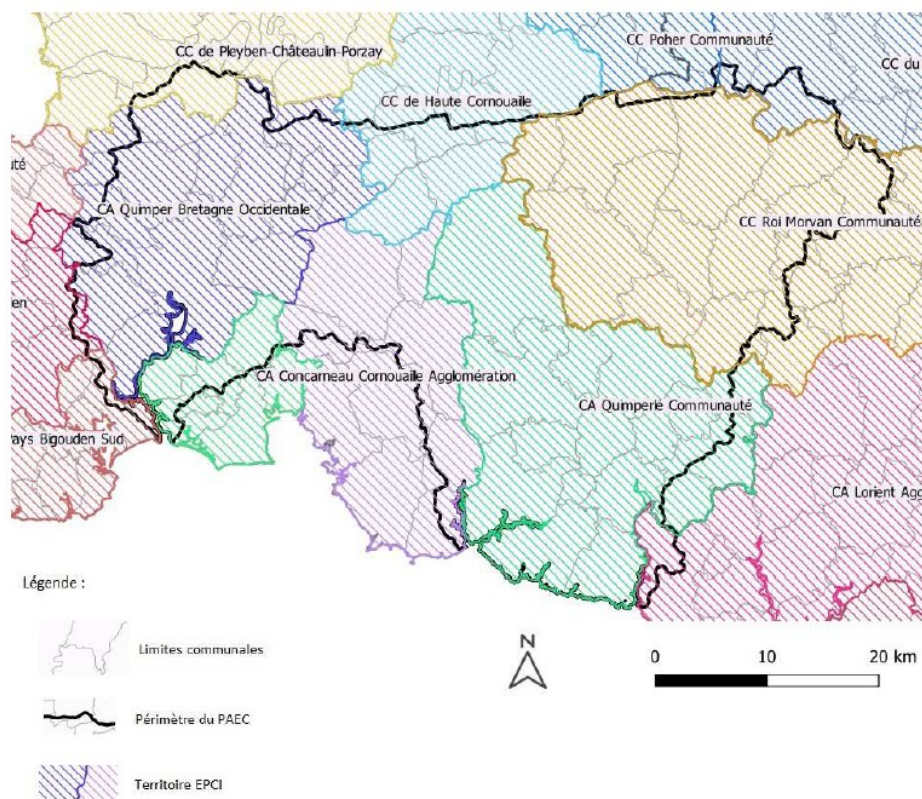 CC de Pleyben-Châteaulin-Porzay
CC Poher Communauté
CC du
CC de Haute Cornouaille
uté
CA Quimper Bretagne Occidentale
CC Roi Morvan Communauté
en
CA Concarneau Cornouaille Agglomération
CA Quimperlé Communauté
Pays Bigouden Sud
CA Lorient Agg
Légende :
Limites communales
N
0 10 20 km
Périmètre du PAEC
Territoire EPCI